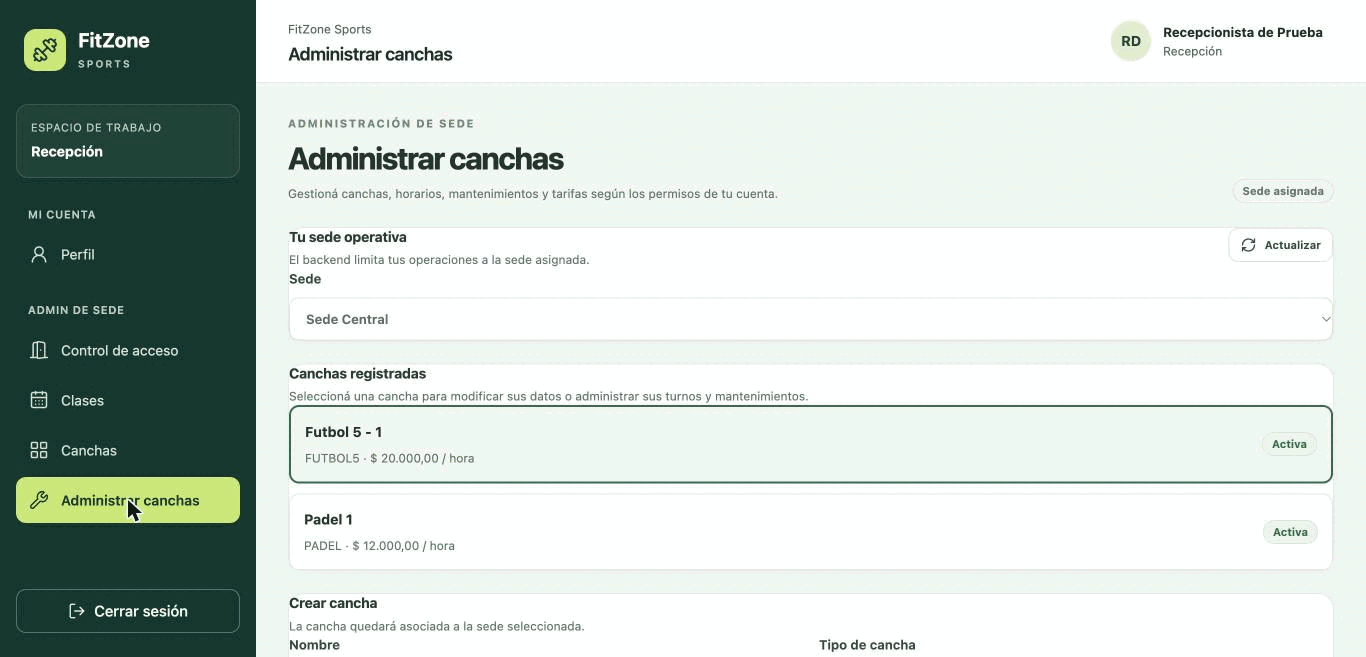 FitZone
SPORTS
ESPACIO DE TRABAJO
Recepción
MI CUENTA
Perfil
ADMIN DE SEDE
Control de acceso
Clases
Canchas
Administrar canchas
Cerrar sesión
FitZone Sports
Administrar canchas
RD
Recepcionista de Prueba
Recepción
ADMINISTRACIÓN DE SEDE
Administrar canchas
Gestioná canchas, horarios, mantenimientos y tarifas según los permisos de tu cuenta.
Sede asignada
Tu sede operativa
El backend limita tus operaciones a la sede asignada.
Actualizar
Sede
Sede Central
Canchas registradas
Seleccioná una cancha para modificar sus datos o administrar sus turnos y mantenimientos.
Futbol 5 - 1
FUTBOL5 · $ 20.000,00 / hora
Activa
Padel 1
PADEL · $ 12.000,00 / hora
Activa
Crear cancha
La cancha quedará asociada a la sede seleccionada.
Nombre
Tipo de cancha